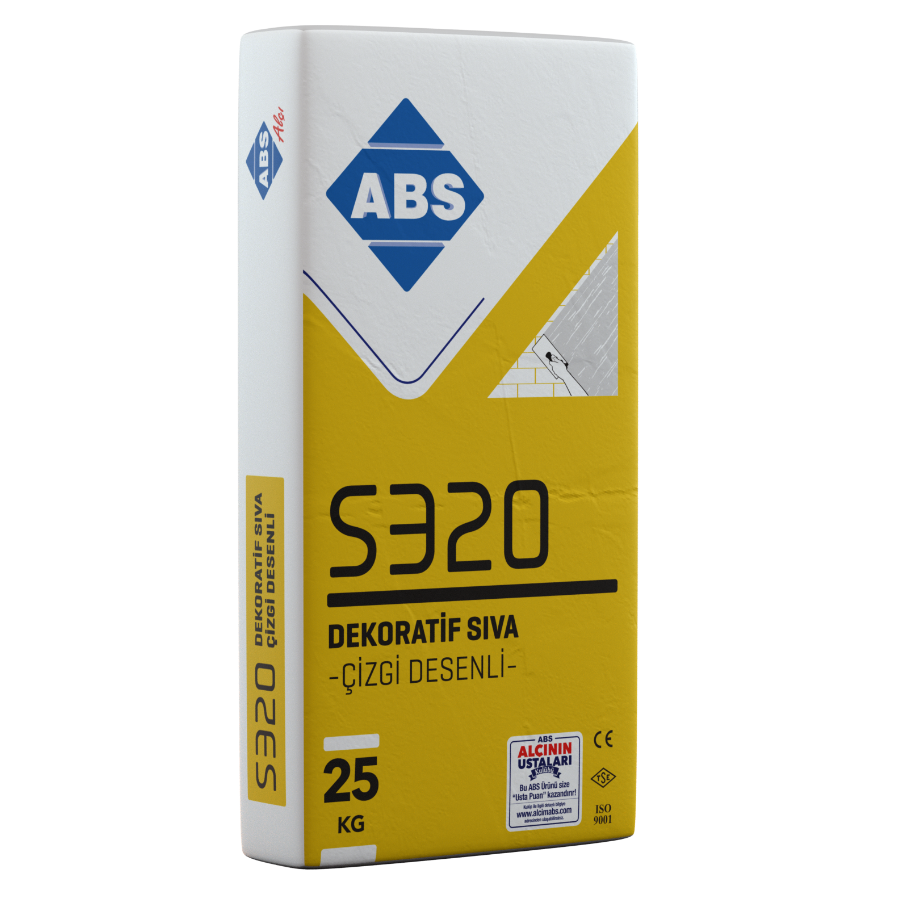 ABS
Alçı
ABS
S320
DEKORATİF SIVA
-ÇİZGİ DESENLİ-
S320
DEKORATİF SIVA
ÇİZGİ DESENLİ
25
KG
ABS
ALÇININ
USTALARI
Kulübü
Bu ABS Ürünü size
"Usta Puan" kazandırır!
www.alcimabs.com
CE
TSE
ISO
9001